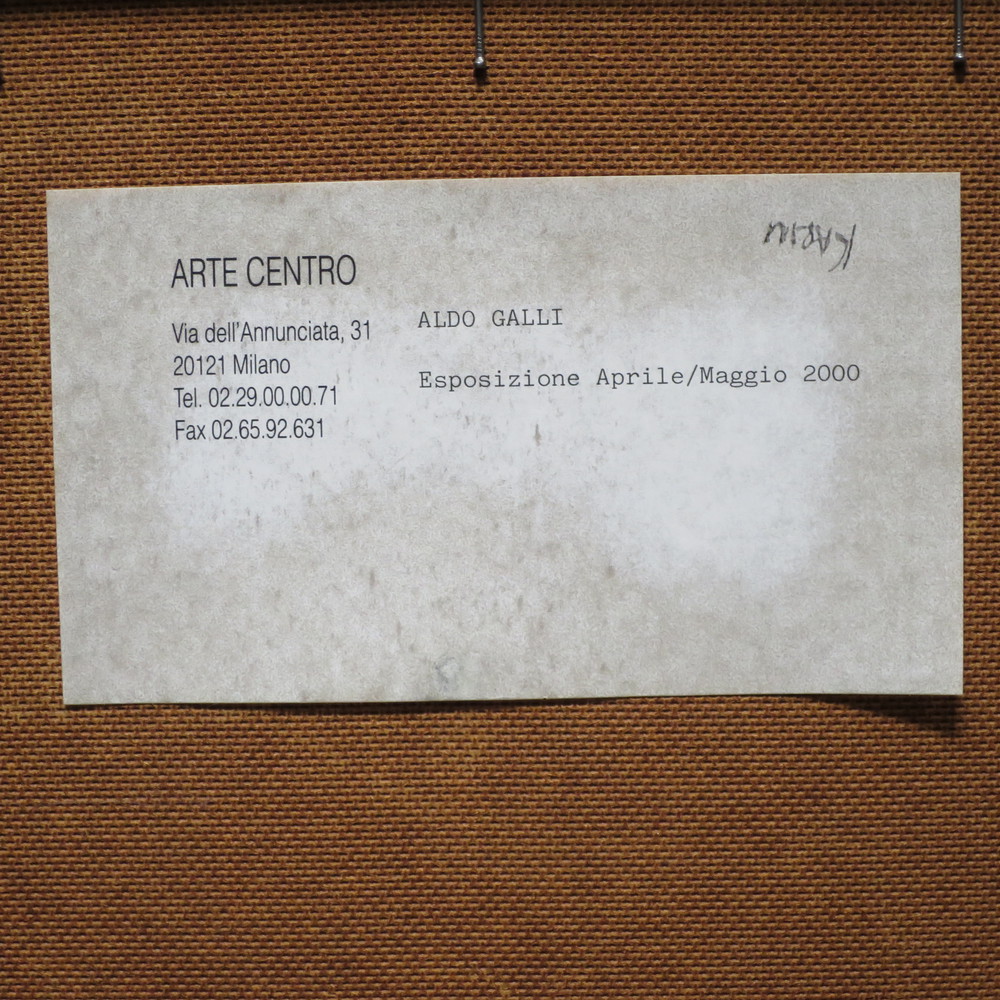 ARTE CENTRO
Via dell'Annunciata, 31
20121 Milano
Tel. 02.29.00.00.71
Fax 02.65.92.631
ALDO GALLI
Esposizione Aprile/Maggio 2000